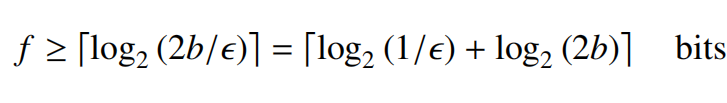 f ≥ ⌈log₂ (2b/ϵ)⌉ = ⌈log₂ (1/ϵ) + log₂ (2b)⌉ bits